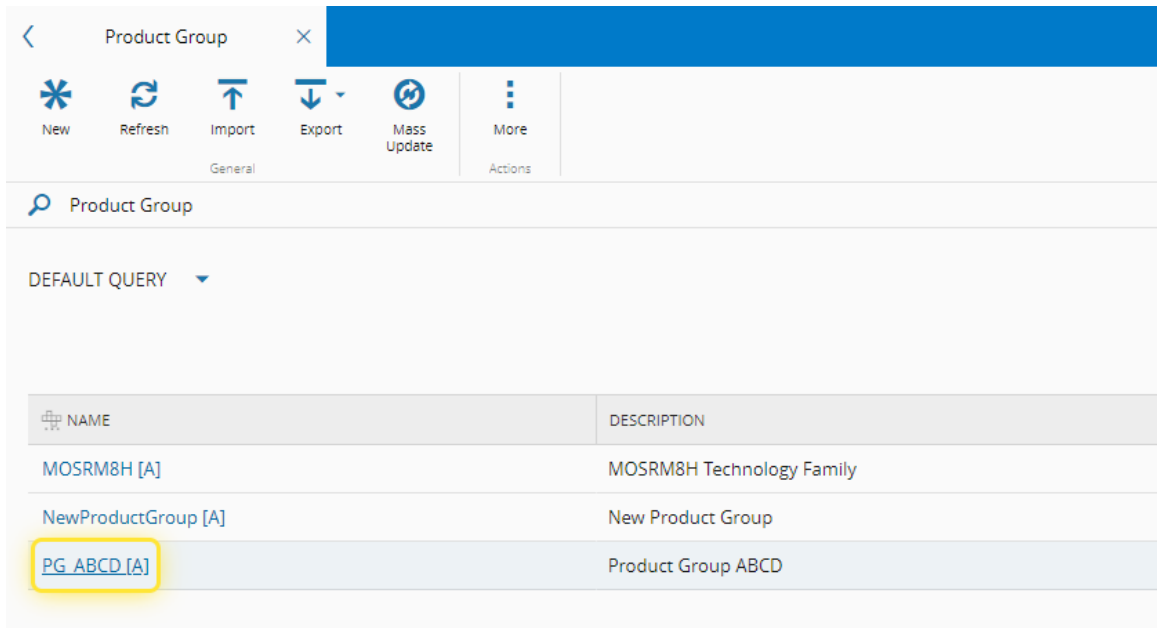 Product Group
New Refresh Import Export Mass Update More
General Actions
Product Group
DEFAULT QUERY
NAME DESCRIPTION
MOSRM8H [A] MOSRM8H Technology Family
NewProductGroup [A] New Product Group
PG_ABCD [A] Product Group ABCD